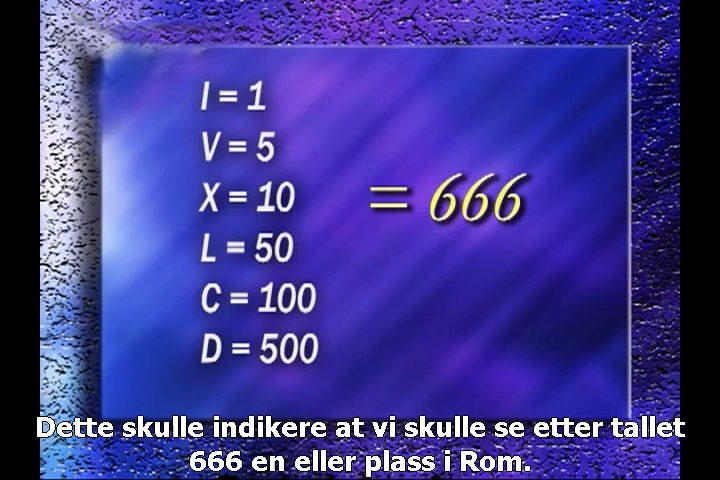 I = 1
V = 5
X = 10
= 666
L = 50
C = 100
D = 500
Dette skulle indikere at vi skulle se etter tallet
666 en eller plass i Rom.